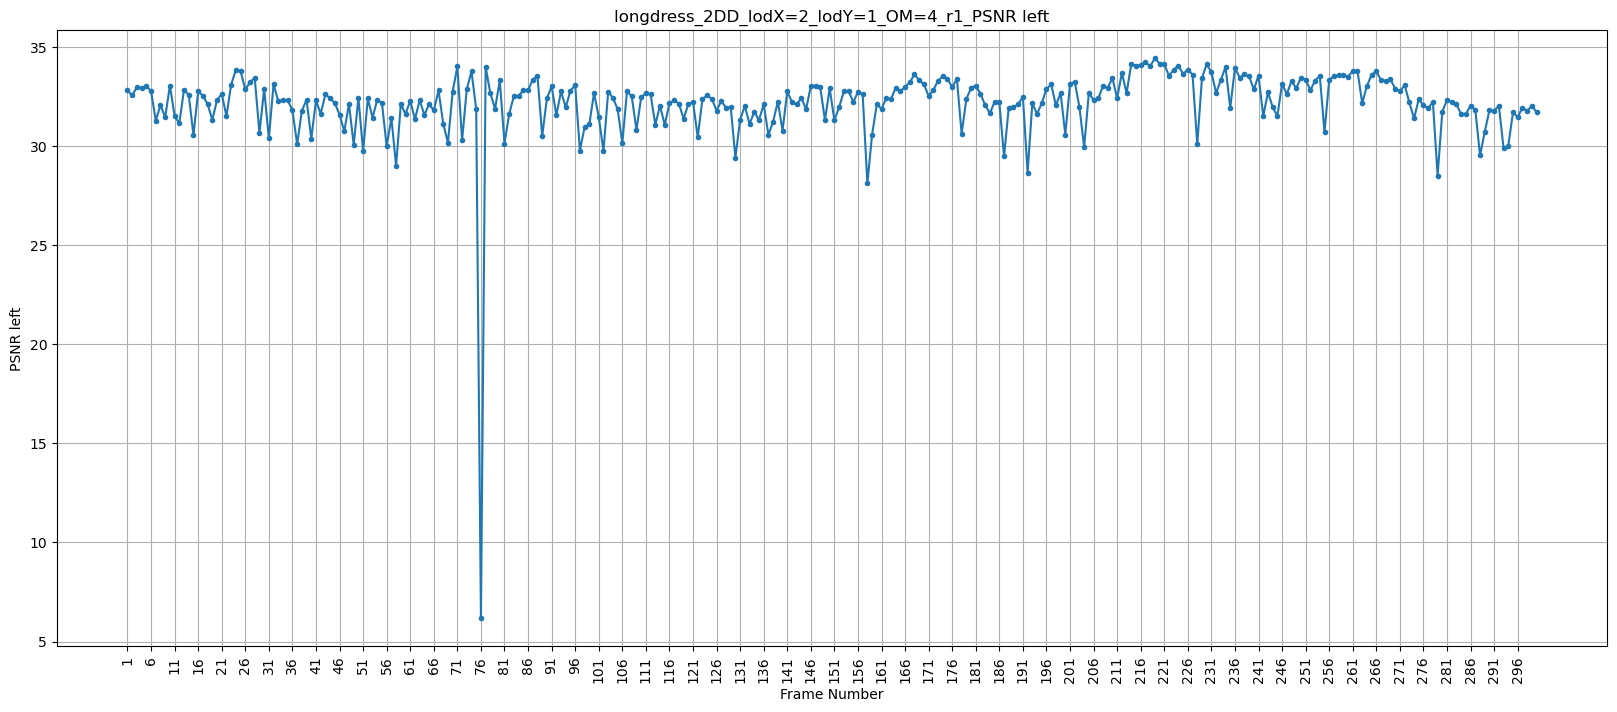 longdress_2DD_lodX=2_lodY=1_OM=4_r1_PSNR left
35
30
25
20
15
10
5
PSNR left
1 6 11 16 21 26 31 36 41 46 51 56 61 66 71 76 81 86 91 96 101 106 111 116 121 126 131 136 141 146 151 156 161 166 171 176 181 186 191 196 201 206 211 216 221 226 231 236 241 246 251 256 261 266 271 276 281 286 291 296
Frame Number